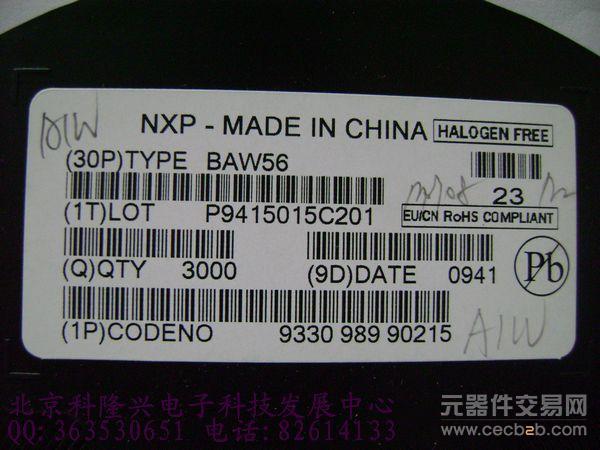 A1W
NXP - MADE IN CHINA HALOGEN FREE
(30P)TYPE BAW56
23
(1T)LOT P9415015C201 EU/CN RoHS COMPLIANT
(Q)QTY 3000 (9D)DATE 0941 Pb
(1P)CODENO 9330 989 90215 A1W
北京科隆兴电子科技发展中心
QQ:363530651 电话:82614133
元器件交易网
www.cecb2b.com